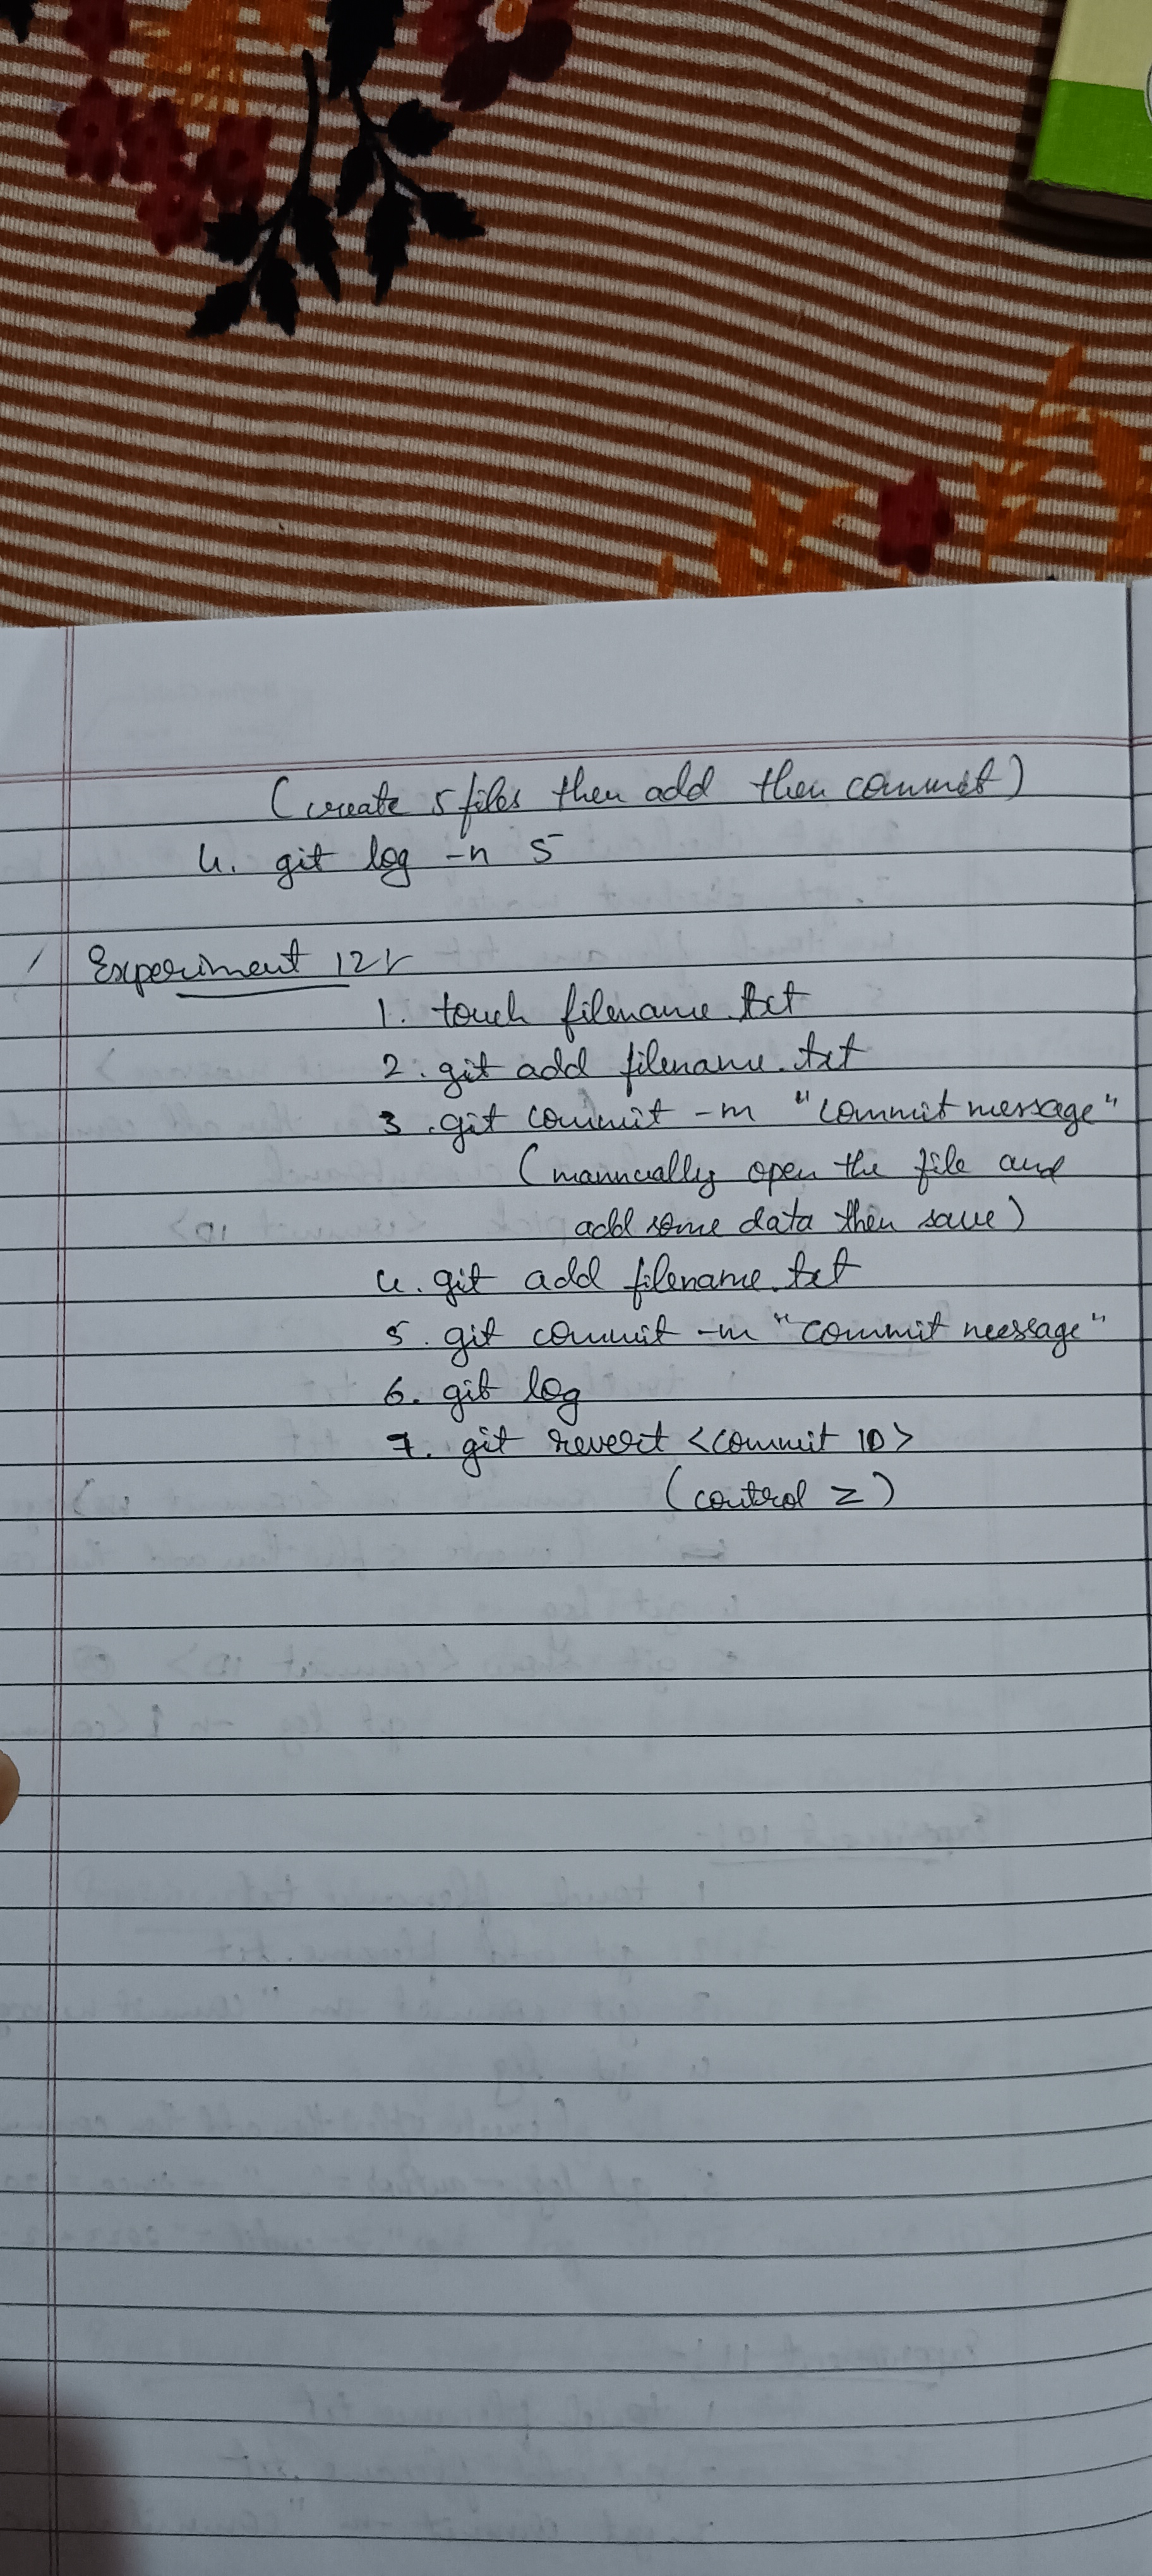 (create 5 files then add then commit)
4. git log -n 5
Experiment 12:-
1. touch filename.txt
2. git add filename.txt
3. git commit -m "commit message"
(mannually open the file and
add some data then save)
4. git add filename.txt
5. git commit -m "commit message"
6. git log
7. git revert <commit ID>
(control z)